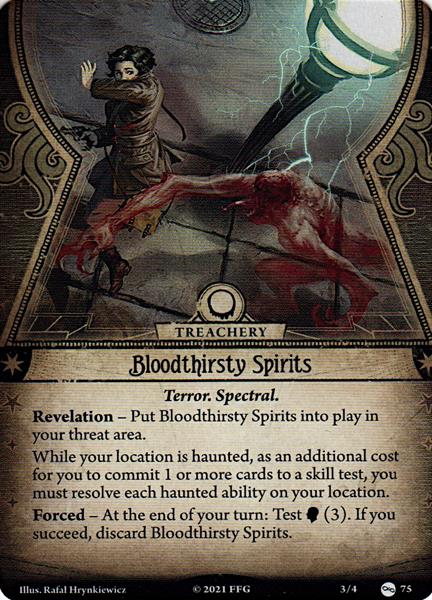 TREACHERY
Bloodthirsty Spirits
Terror. Spectral.
Revelation – Put Bloodthirsty Spirits into play in
your threat area.
While your location is haunted, as an additional cost
for you to commit 1 or more cards to a skill test, you
must resolve each haunted ability on your location.
Forced – At the end of your turn: Test (3). If you
succeed, discard Bloodthirsty Spirits.
Illus. Rafał Hrynkiewicz
© 2021 FFG
3/4
75